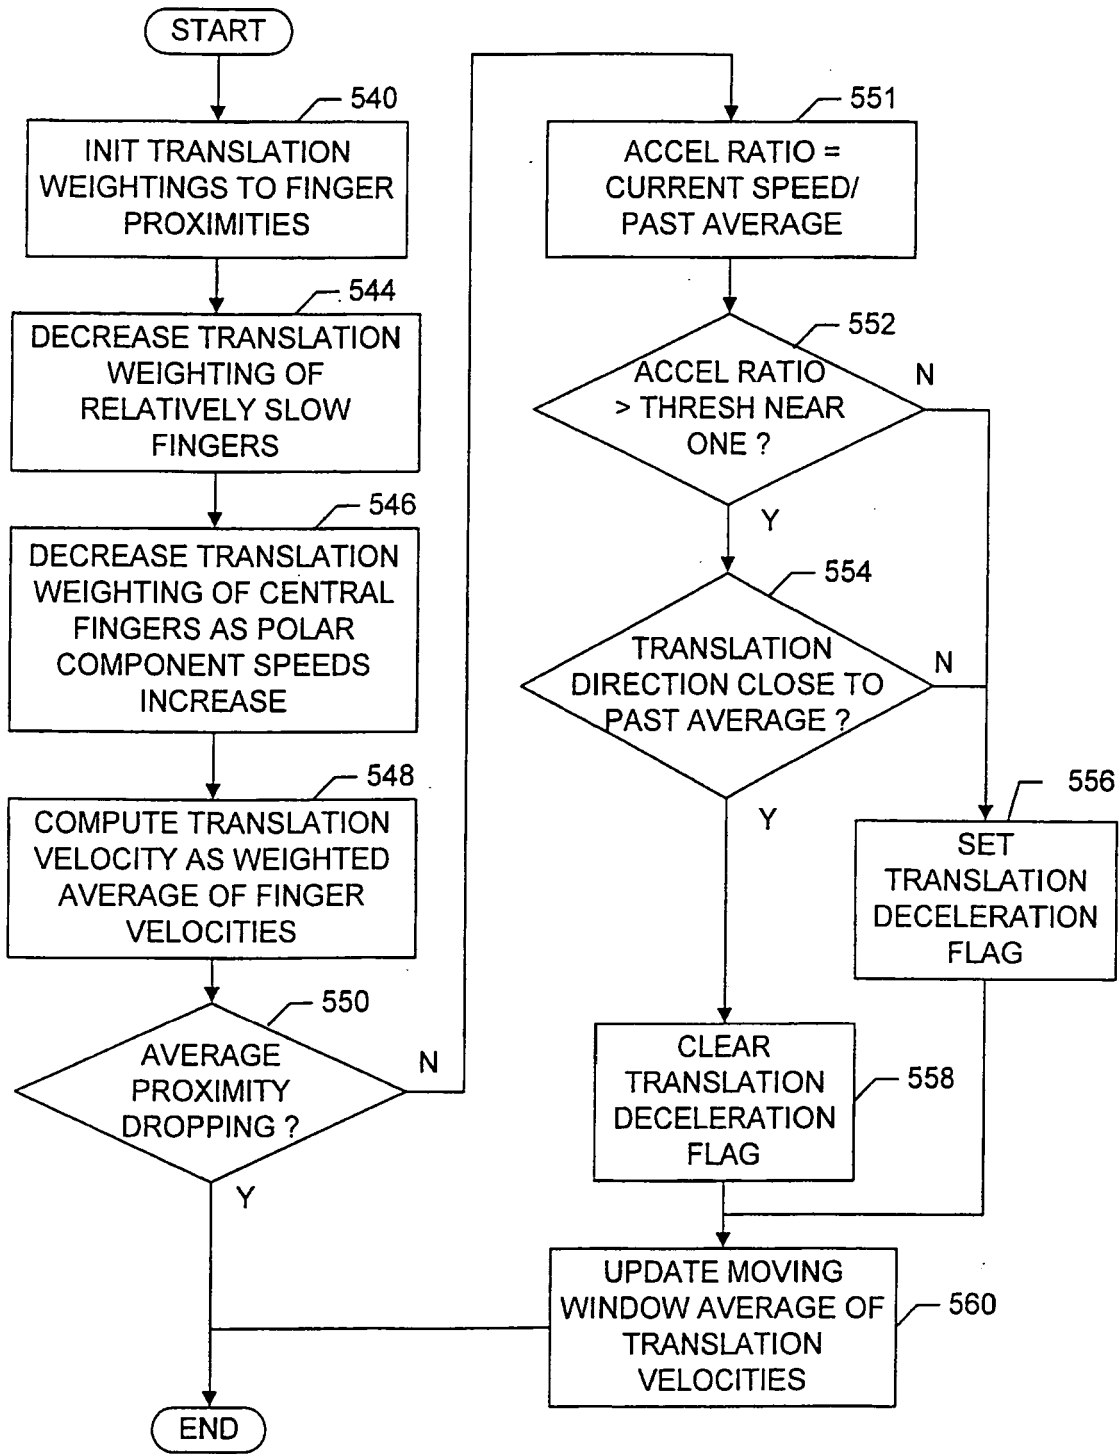 START
540
INIT TRANSLATION
WEIGHTINGS TO FINGER
PROXIMITIES
544
DECREASE TRANSLATION
WEIGHTING OF
RELATIVELY SLOW
FINGERS
546
DECREASE TRANSLATION
WEIGHTING OF CENTRAL
FINGERS AS POLAR
COMPONENT SPEEDS
INCREASE
548
COMPUTE TRANSLATION
VELOCITY AS WEIGHTED
AVERAGE OF FINGER
VELOCITIES
550
AVERAGE
PROXIMITY
DROPPING ?
N
Y
551
ACCEL RATIO =
CURRENT SPEED/
PAST AVERAGE
552
ACCEL RATIO
> THRESH NEAR
ONE ?
N
Y
554
TRANSLATION
DIRECTION CLOSE TO
PAST AVERAGE ?
N
Y
556
SET
TRANSLATION
DECELERATION
FLAG
558
CLEAR
TRANSLATION
DECELERATION
FLAG
560
UPDATE MOVING
WINDOW AVERAGE OF
TRANSLATION
VELOCITIES
END